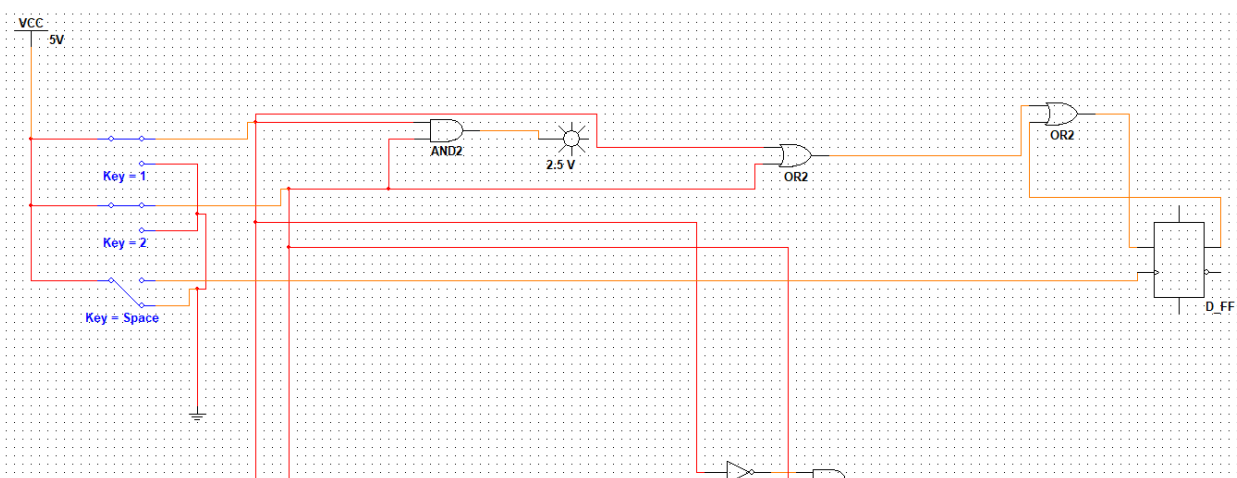 VCC
5V
Key = 1
Key = 2
Key = Space
AND2
2.5 V
OR2
OR2
D_FF